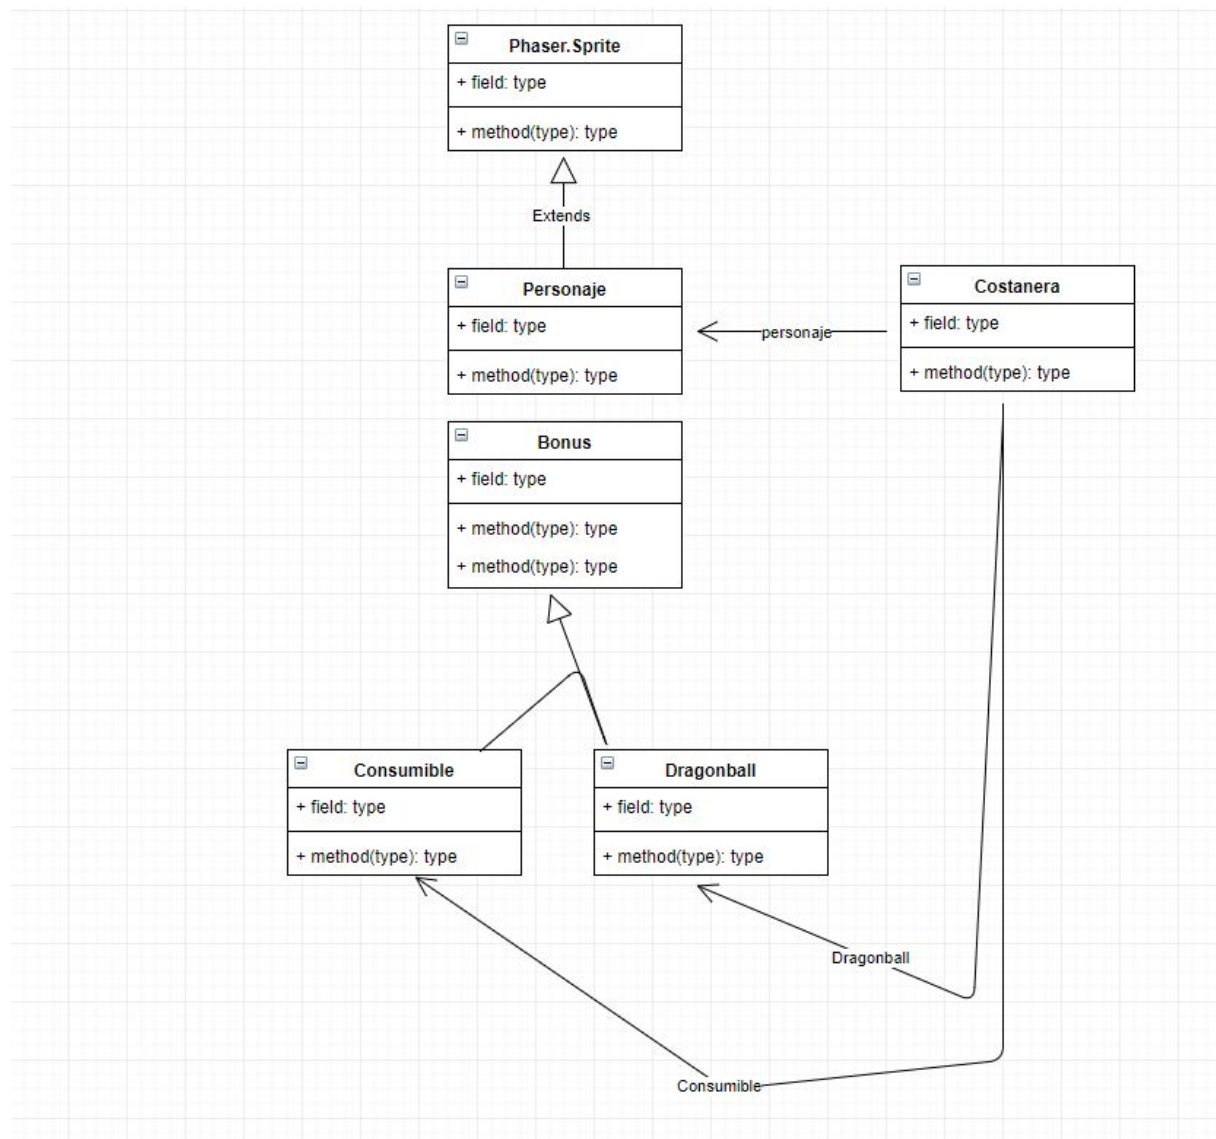 Phaser.Sprite
+ field: type
+ method(type): type
Extends
Personaje
+ field: type
+ method(type): type
personaje
Costanera
+ field: type
+ method(type): type
Bonus
+ field: type
+ method(type): type
+ method(type): type
Consumible
+ field: type
+ method(type): type
Dragonball
+ field: type
+ method(type): type
Dragonball
Consumible